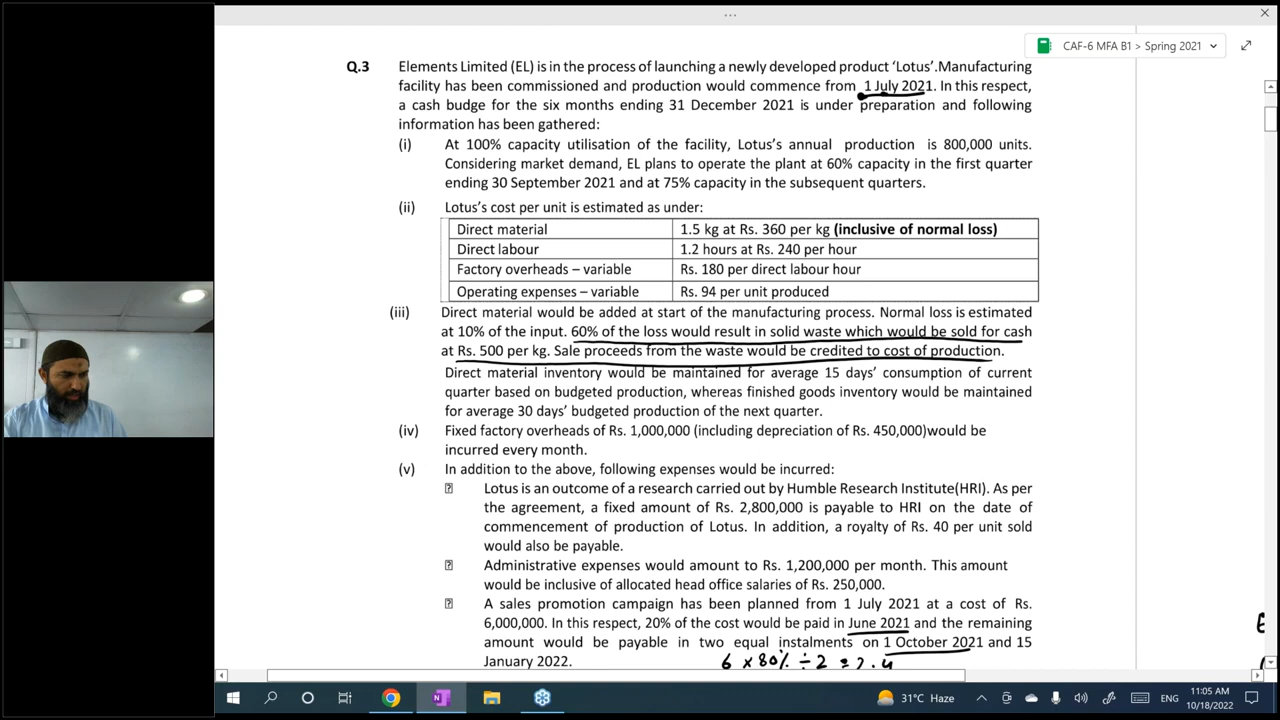 CAF-6 MFA B1 > Spring 2021
Q.3 Elements Limited (EL) is in the process of launching a newly developed product ‘Lotus’.Manufacturing
facility has been commissioned and production would commence from 1 July 2021. In this respect,
a cash budget for the six months ending 31 December 2021 is under preparation and following
information has been gathered:
(i) At 100% capacity utilisation of the facility, Lotus’s annual production is 800,000 units.
Considering market demand, EL plans to operate the plant at 60% capacity in the first quarter
ending 30 September 2021 and at 75% capacity in the subsequent quarters.
(ii) Lotus’s cost per unit is estimated as under:
Direct material 1.5 kg at Rs. 360 per kg (inclusive of normal loss)
Direct labour 1.2 hours at Rs. 240 per hour
Factory overheads – variable Rs. 180 per direct labour hour
Operating expenses – variable Rs. 94 per unit produced
(iii) Direct material would be added at start of the manufacturing process. Normal loss is estimated
at 10% of the input. 60% of the loss would result in solid waste which would be sold for cash
at Rs. 500 per kg. Sale proceeds from the waste would be credited to cost of production.
Direct material inventory would be maintained for average 15 days’ consumption of current
quarter based on budgeted production, whereas finished goods inventory would be maintained
for average 30 days’ budgeted production of the next quarter.
(iv) Fixed factory overheads of Rs. 1,000,000 (including depreciation of Rs. 450,000)would be
incurred every month.
(v) In addition to the above, following expenses would be incurred:
Lotus is an outcome of a research carried out by Humble Research Institute(HRI). As per
the agreement, a fixed amount of Rs. 2,800,000 is payable to HRI on the date of
commencement of production of Lotus. In addition, a royalty of Rs. 40 per unit sold
would also be payable.
Administrative expenses would amount to Rs. 1,200,000 per month. This amount
would be inclusive of allocated head office salaries of Rs. 250,000.
A sales promotion campaign has been planned from 1 July 2021 at a cost of Rs.
6,000,000. In this respect, 20% of the cost would be paid in June 2021 and the remaining
amount would be payable in two equal instalments on 1 October 2021 and 15
January 2022.
6 x 80% ÷ 2 = 2.4
31°C Haze
ENG
11:05 AM
10/18/2022